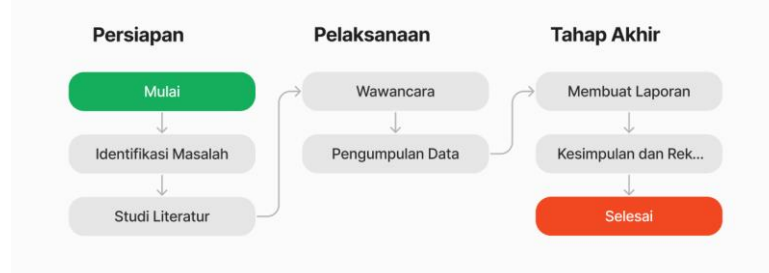 Persiapan
Mulai
Identifikasi Masalah
Studi Literatur
Pelaksanaan
Wawancara
Pengumpulan Data
Tahap Akhir
Membuat Laporan
Kesimpulan dan Rek...
Selesai